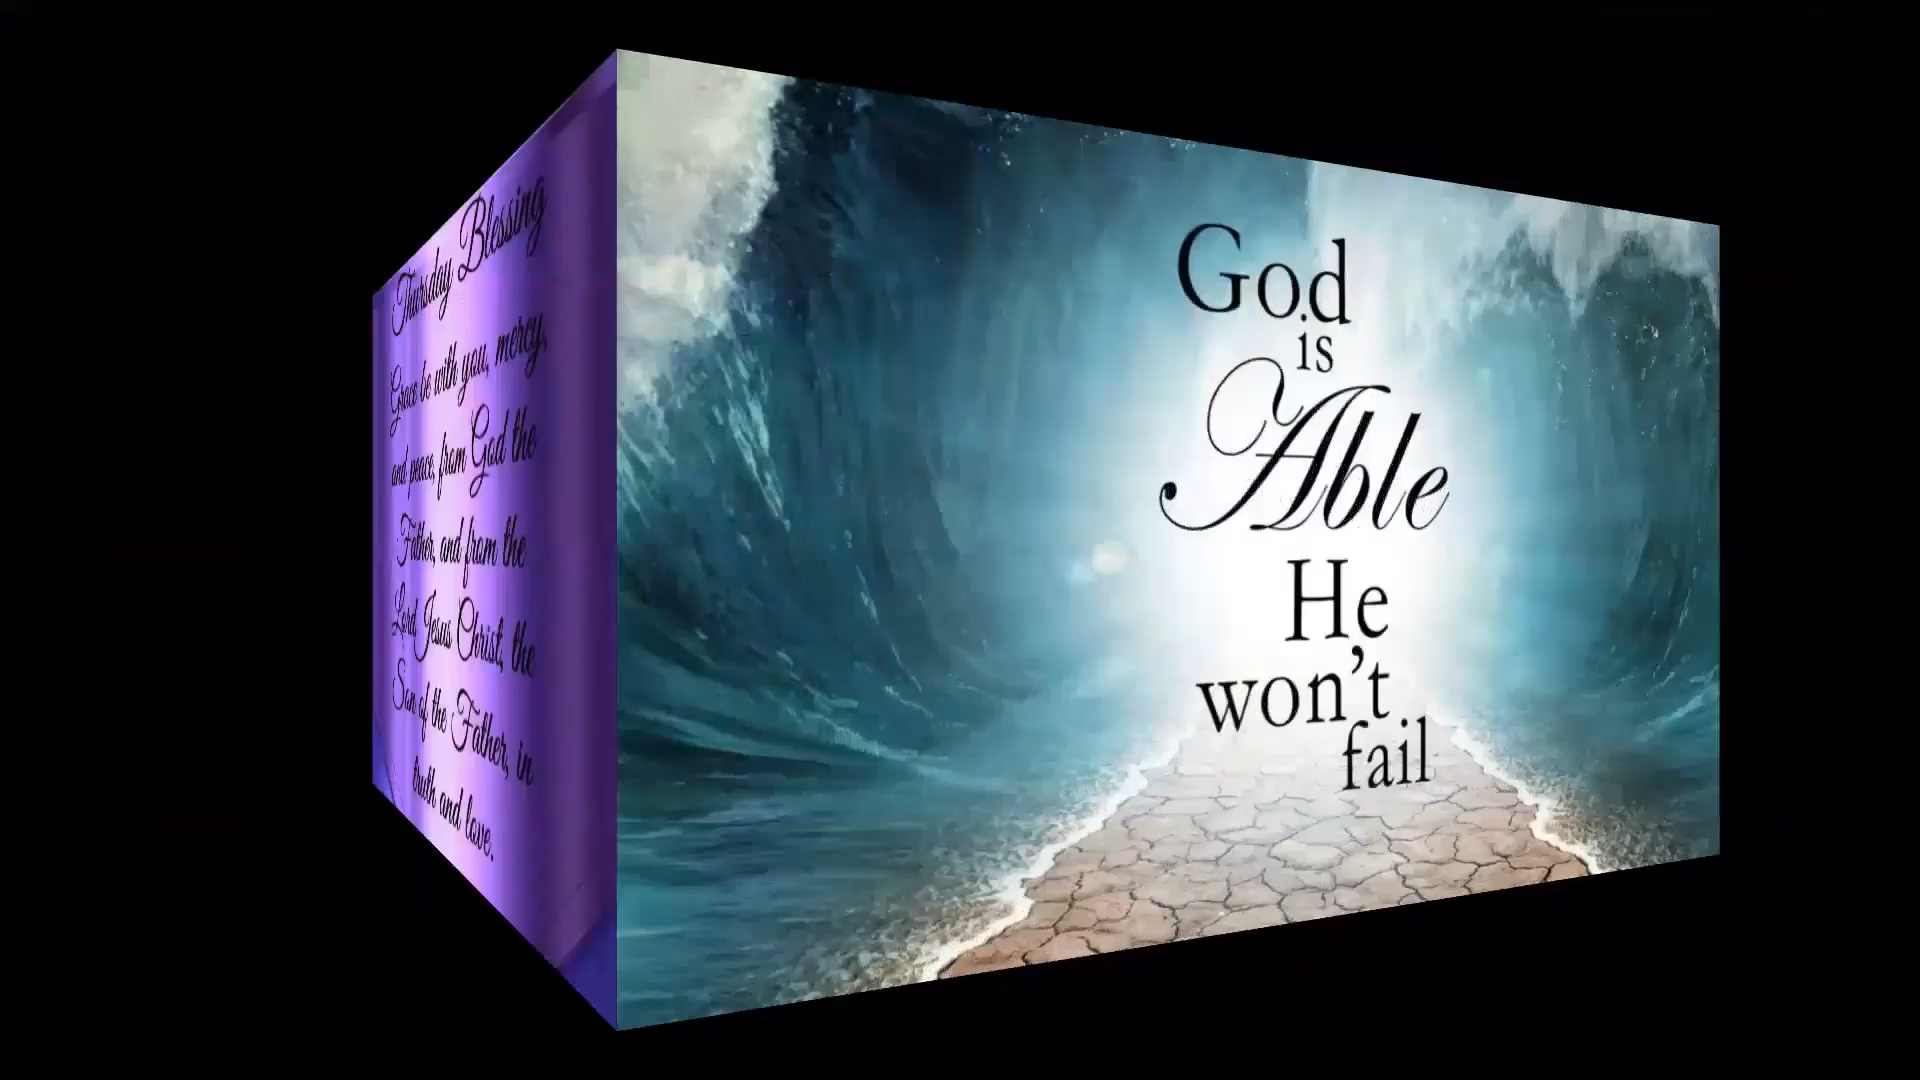 Thursday Blessing
Grace be with you, mercy,
and peace, from God the
Father, and from the
Lord Jesus Christ, the
Son of the Father, in
truth and love.
God
is
Able
He
won't
fail